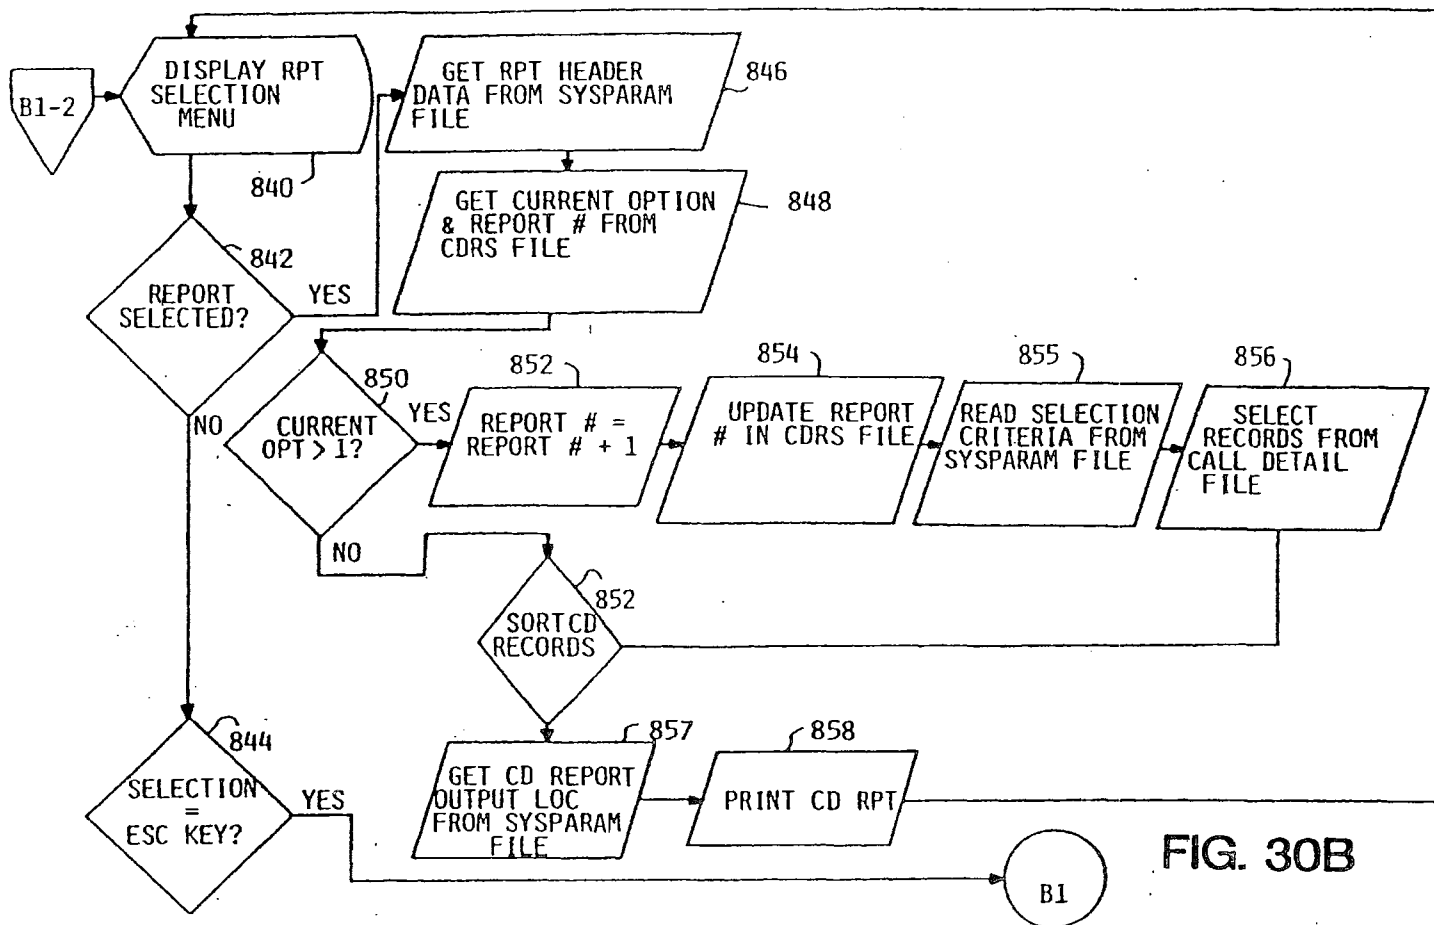 B1-2
DISPLAY RPT
SELECTION
MENU
840
GET RPT HEADER
DATA FROM SYSPARAM
FILE
846
GET CURRENT OPTION
& REPORT # FROM
CDRS FILE
848
842
REPORT
SELECTED?
YES
NO
850
CURRENT
OPT > 1?
YES
NO
852
REPORT # =
REPORT # + 1
854
UPDATE REPORT
# IN CDRS FILE
855
READ SELECTION
CRITERIA FROM
SYSPARAM FILE
856
SELECT
RECORDS FROM
CALL DETAIL
FILE
852
SORT CD
RECORDS
844
SELECTION
=
ESC KEY?
YES
857
GET CD REPORT
OUTPUT LOC
FROM SYSPARAM
FILE
858
PRINT CD RPT
B1
FIG. 30B